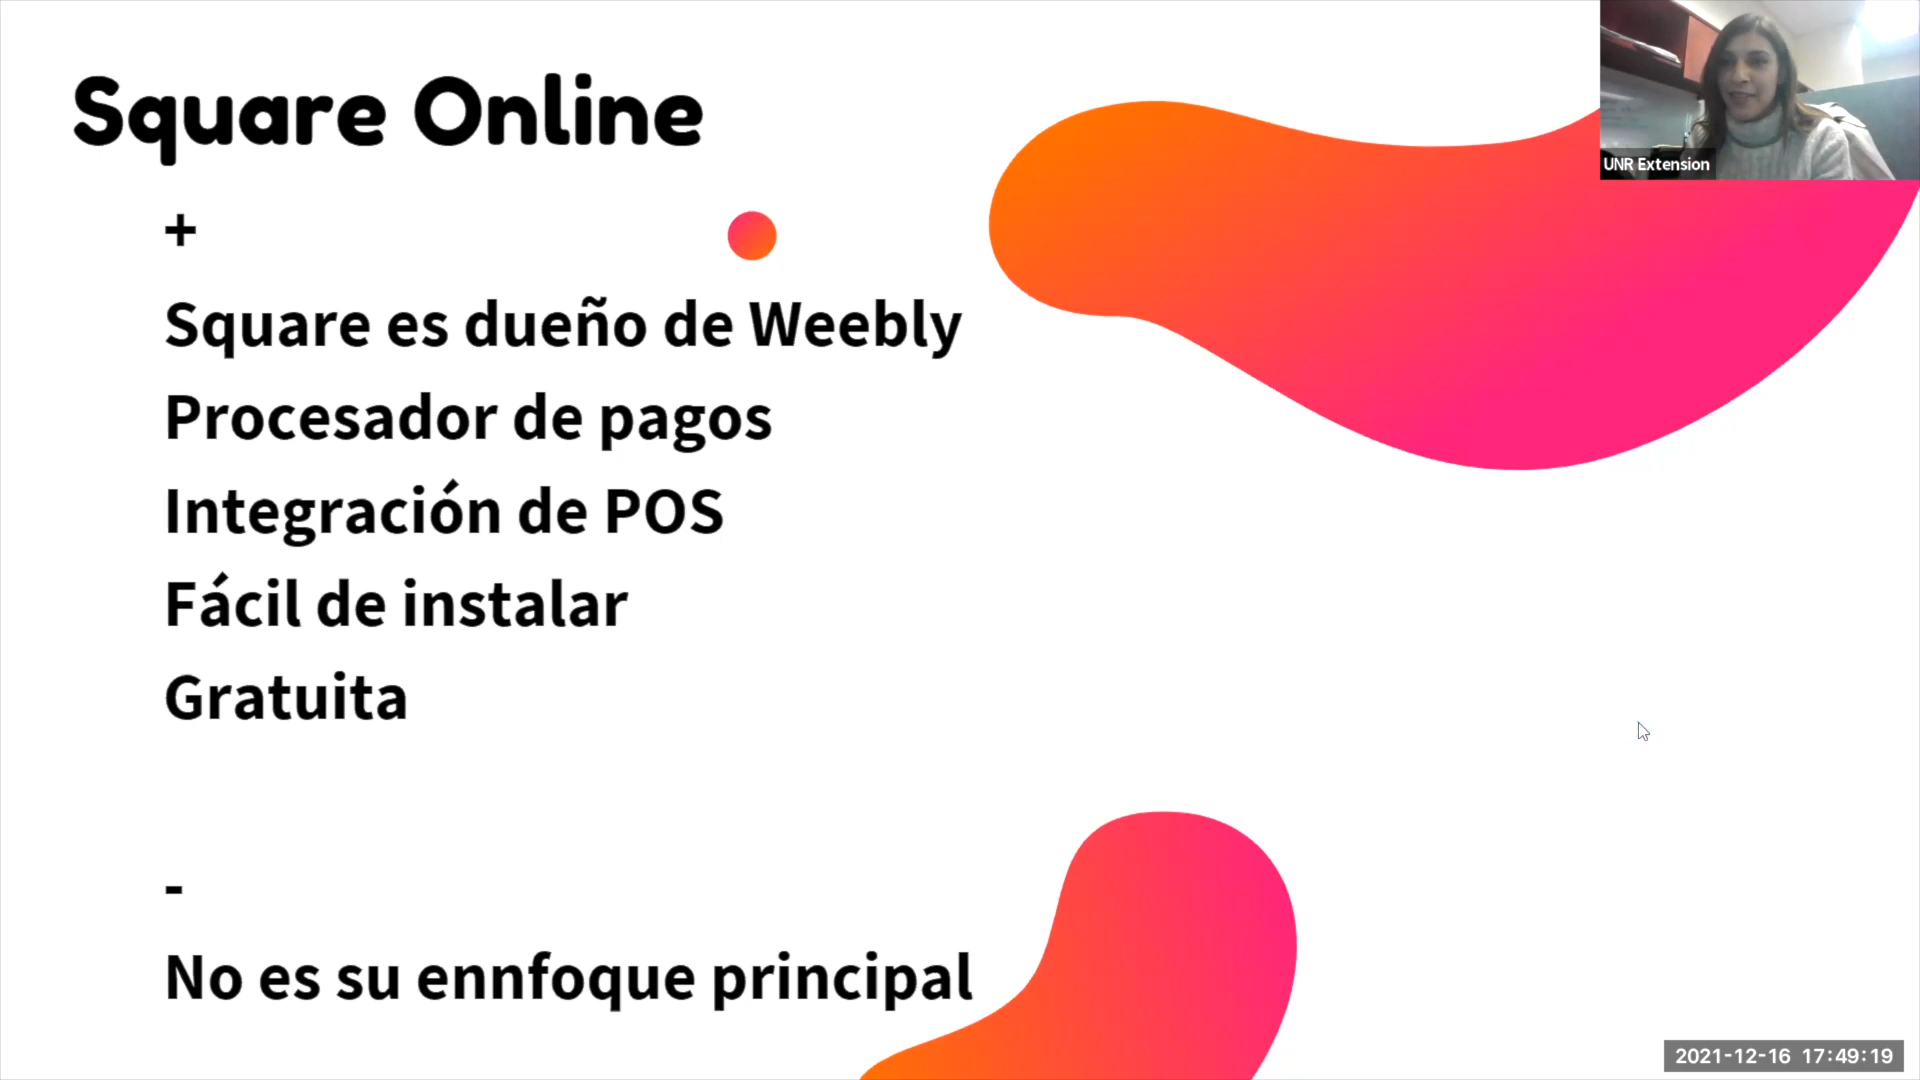 Square Online
UNR Extension
+
Square es dueño de Weebly
Procesador de pagos
Integración de POS
Fácil de instalar
Gratuita
-
No es su ennfoque principal
2021-12-16 17:49:19